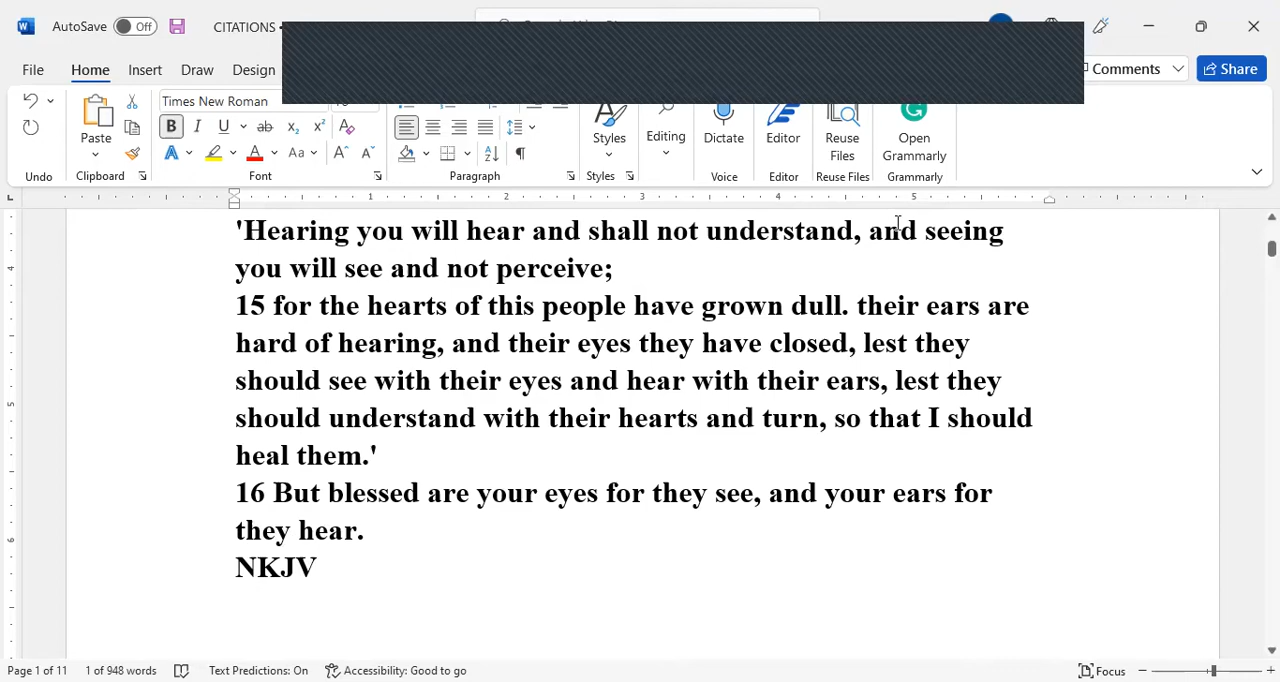 AutoSave Off CITATIONS
File Home Insert Draw Design Comments Share
Times New Roman
Paste Styles Editing Dictate Editor Reuse Files Open Grammarly
Undo Clipboard Font Paragraph Styles Voice Editor Reuse Files Grammarly
1 2 3 4 5
'Hearing you will hear and shall not understand, and seeing
you will see and not perceive;
15 for the hearts of this people have grown dull. their ears are
hard of hearing, and their eyes they have closed, lest they
should see with their eyes and hear with their ears, lest they
should understand with their hearts and turn, so that I should
heal them.'
16 But blessed are your eyes for they see, and your ears for
they hear.
NKJV
Page 1 of 11 1 of 948 words Text Predictions: On Accessibility: Good to go Focus